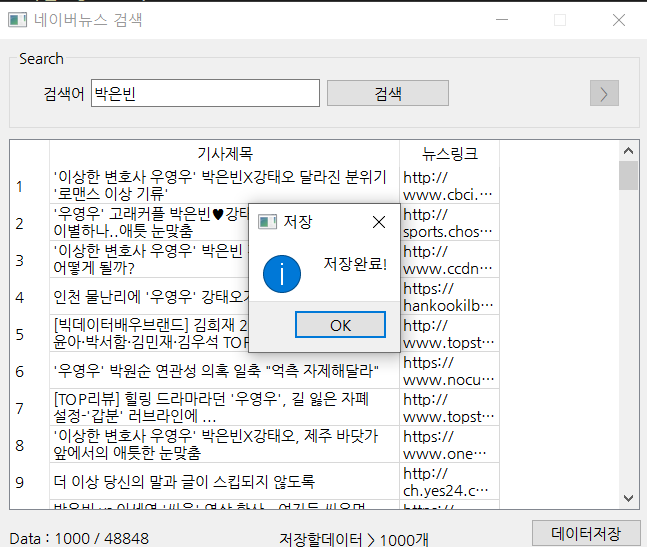 네이버뉴스 검색
Search
검색어 박은빈 검색 >
기사제목 뉴스링크
1 '이상한 변호사 우영우' 박은빈X강태오 달라진 분위기 http://
'로맨스 이상 기류' www.cbci.…
2 '우영우' 고래커플 박은빈♥강태 http://
이별하나..애틋 눈맞춤 sports.chos…
3 '이상한 변호사 우영우' 박은빈 http://
어떻게 될까? www.ccdn…
4 인천 물난리에 '우영우' 강태오가 https://
hankookilb…
5 [빅데이터배우브랜드] 김희재 2 http://
윤아·박서함·김민재·김우석 TOP www.topst…
6 '우영우' 박원순 연관성 의혹 일축 "억측 자제해달라" https://
www.nocu…
7 [TOP리뷰] 힐링 드라마라던 '우영우', 길 잃은 자폐 http://
설정-'갑분' 러브라인에 ... www.topst…
8 '이상한 변호사 우영우' 박은빈X강태오, 제주 바닷가 https://
앞에서의 애틋한 눈맞춤 www.one…
9 더 이상 당신의 말과 글이 스킵되지 않도록 http://
ch.yes24.c…
저장
저장완료!
OK
Data : 1000 / 48848 저장할데이터 > 1000개 데이터저장